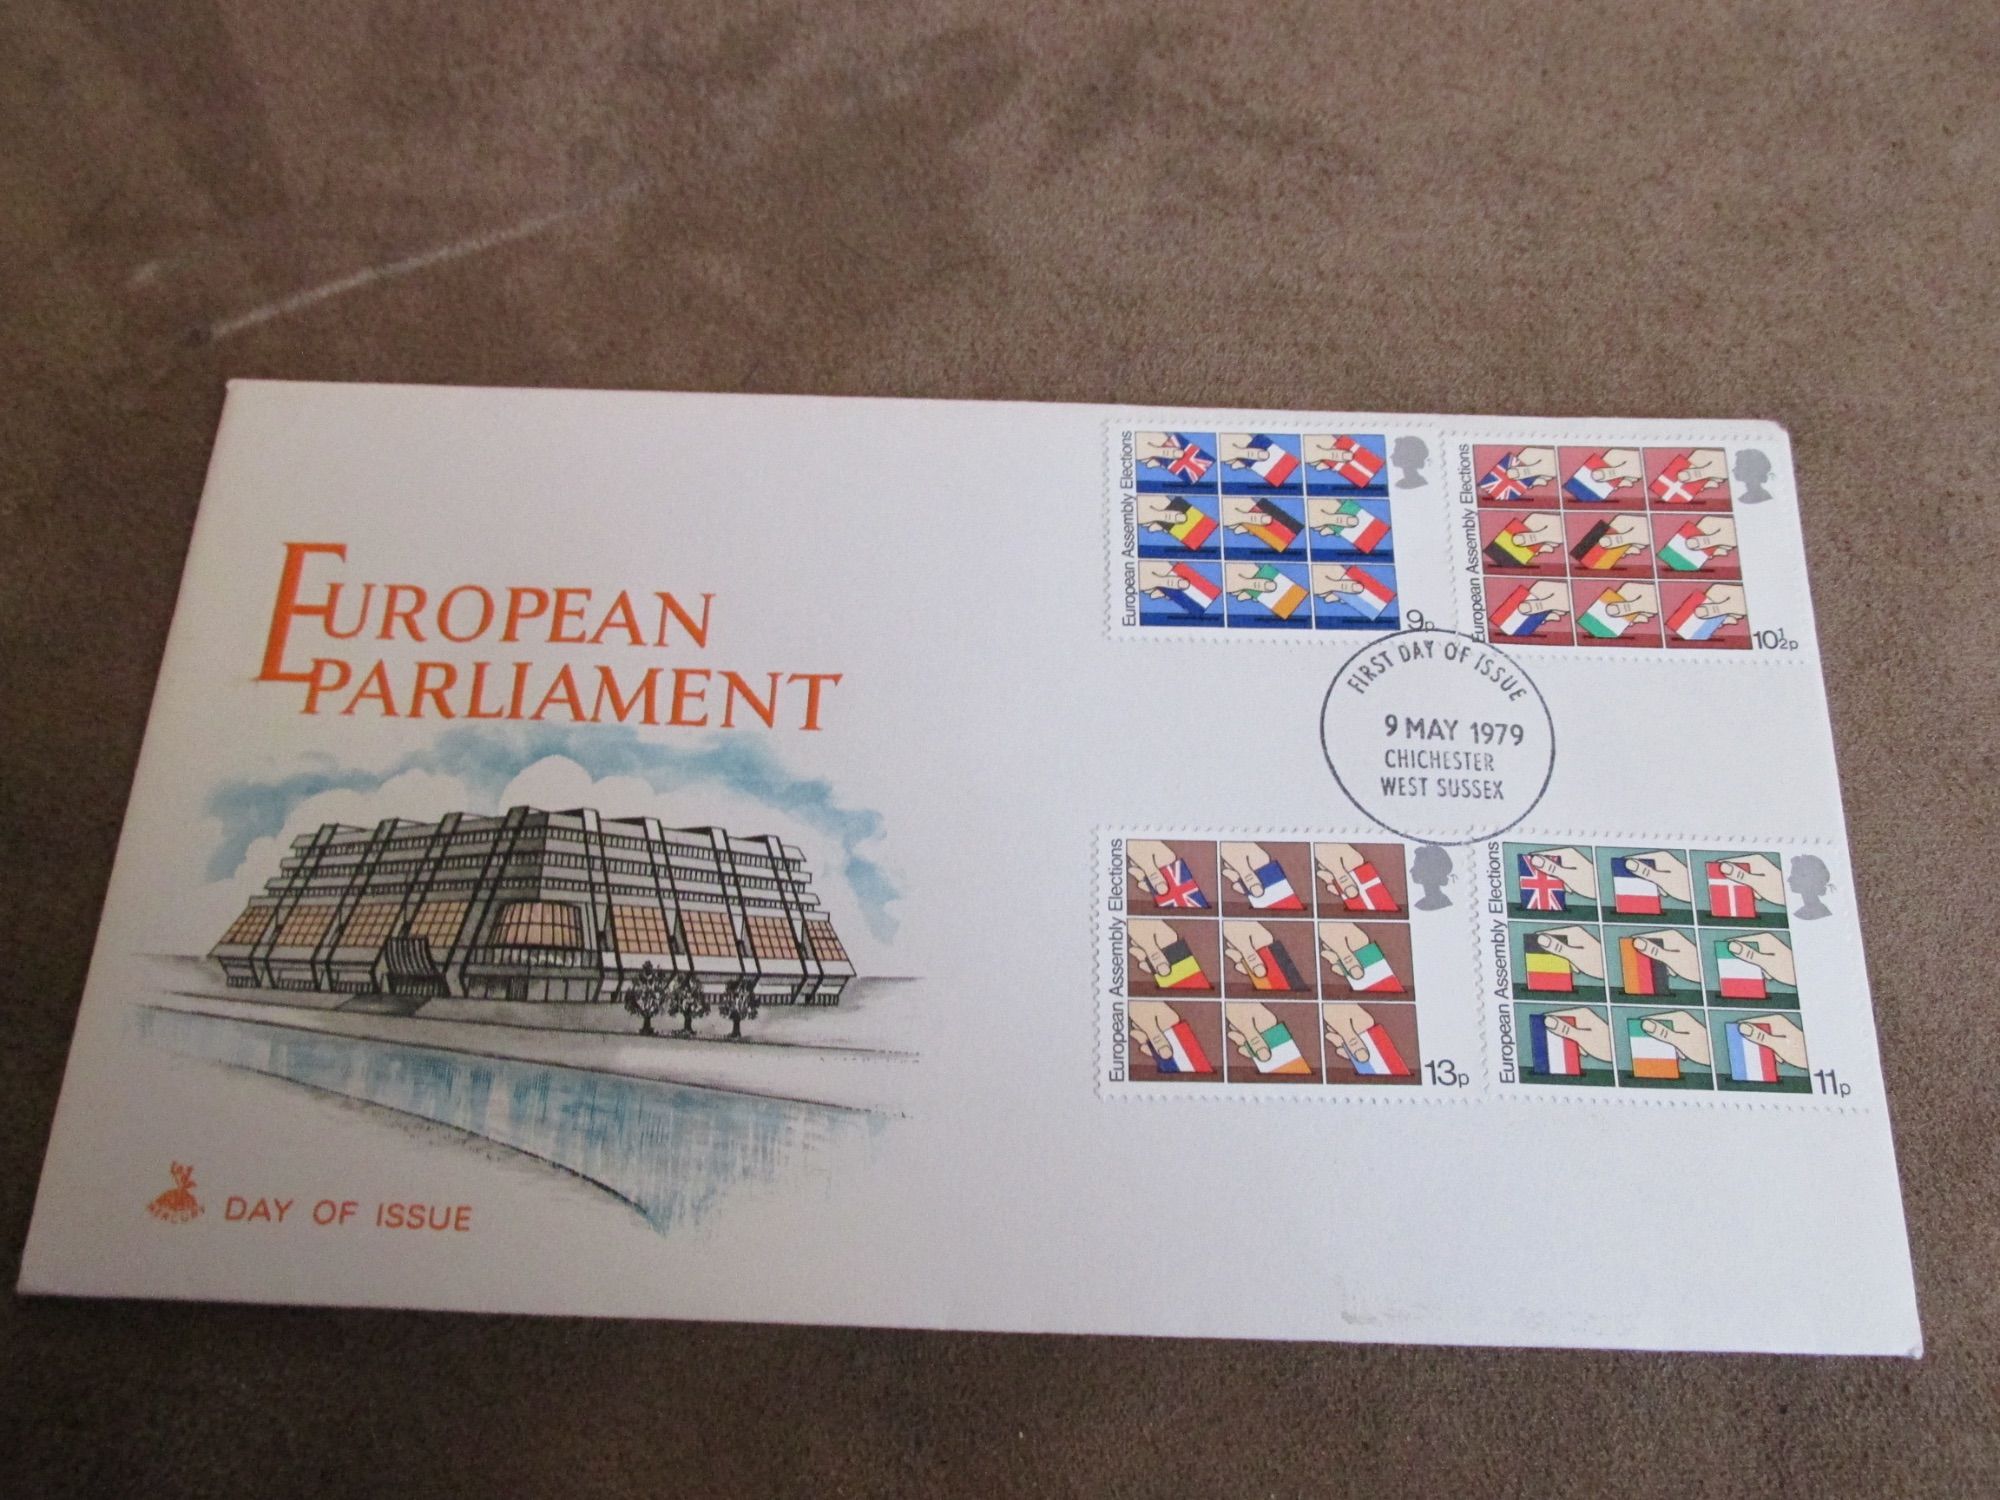 EUROPEAN
PARLIAMENT
DAY OF ISSUE
MERCURY
European Assembly Elections
9p
European Assembly Elections
10½p
FIRST DAY OF ISSUE
9 MAY 1979
CHICHESTER
WEST SUSSEX
European Assembly Elections
13p
European Assembly Elections
11p